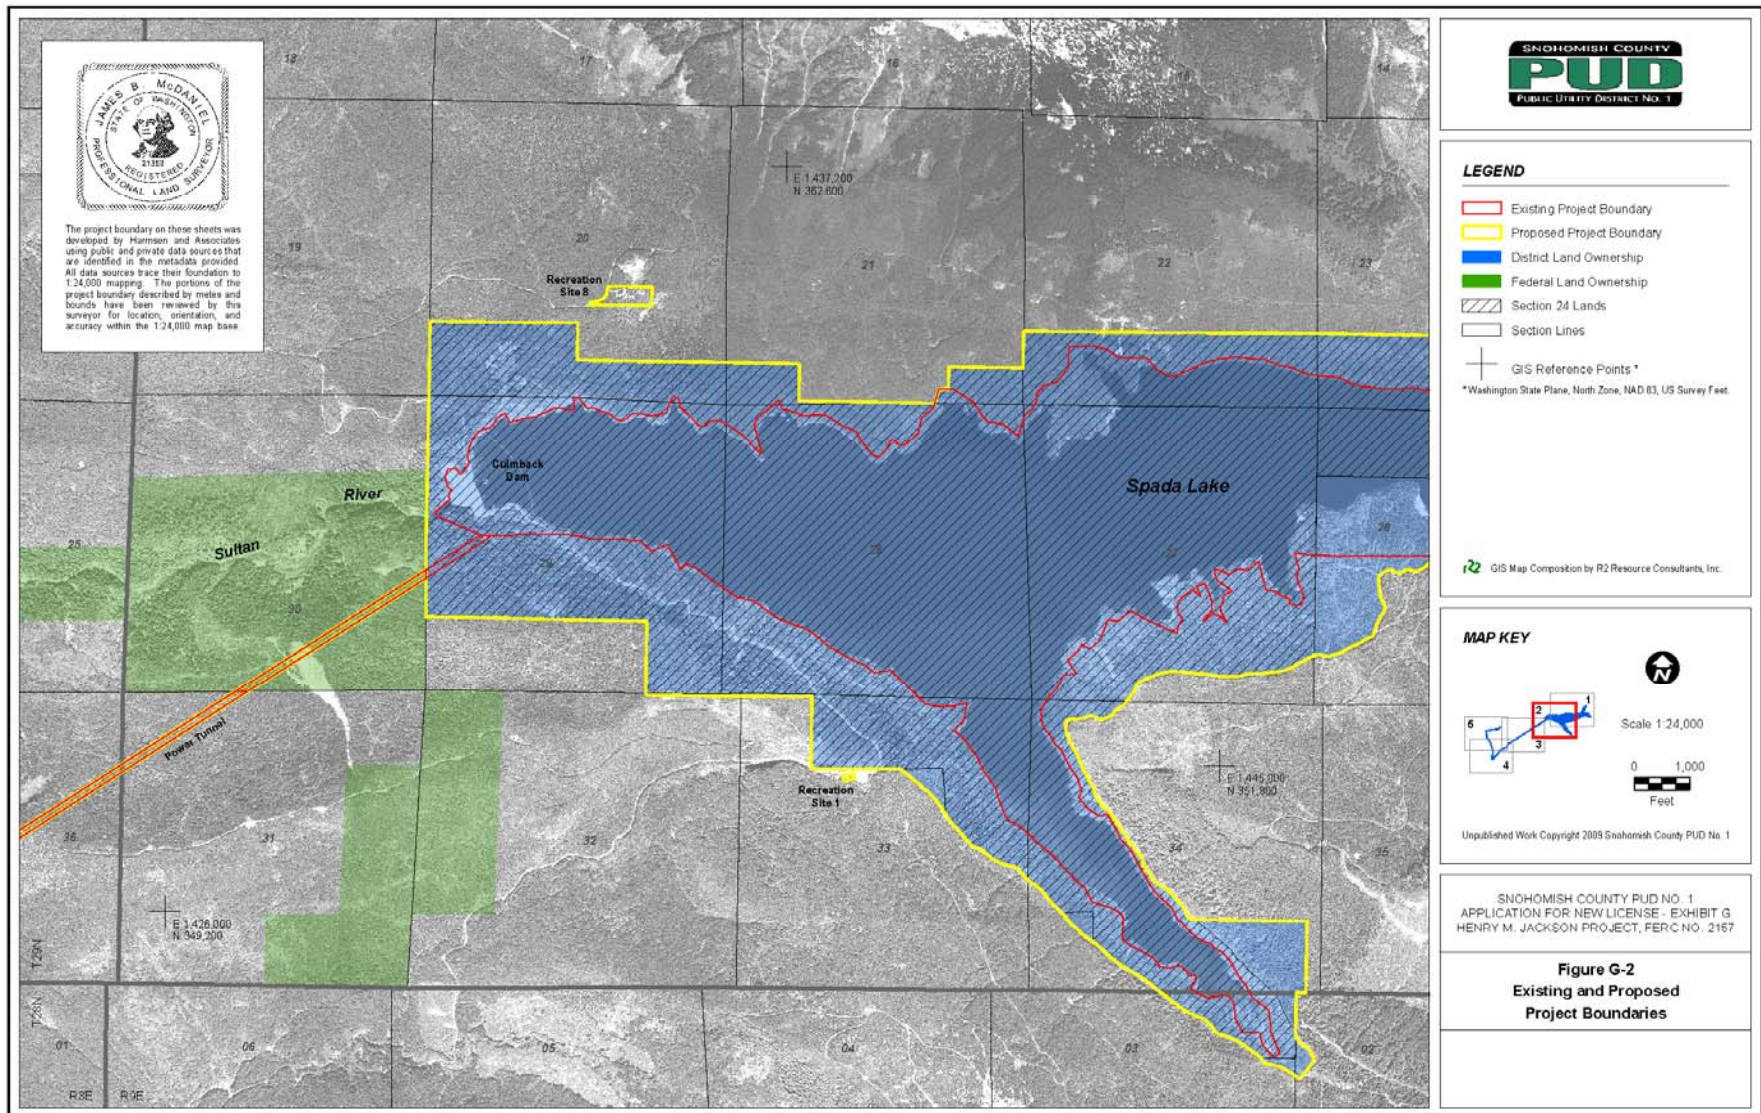 JAMES B. McDANIEL
STATE OF WASHINGTON
REGISTERED
PROFESSIONAL LAND SURVEYOR
The project boundary on these sheets was
developed by Harmsen and Associates
using public and private data sources that
are identified in the metadata provided.
All data sources trace their foundation to
1:24,000 mapping. The portions of the
project boundary described by metes and
bounds have been reviewed by this
surveyor for location, orientation, and
accuracy within the 1:24,000 map base.
18
17
16
15
14
E 1,437,200
N 362,600
19
20
21
22
23
Recreation
Site 8
Culmback
Dam
River
Sultan
Spada Lake
25
30
29
28
27
26
Power Tunnel
Recreation
Site 1
E 1,445,000
N 351,800
36
31
32
33
34
35
E 1,426,000
N 349,200
T29N
T28N
01
06
05
04
03
02
R8E
R9E
SNOHOMISH COUNTY
PUD
PUBLIC UTILITY DISTRICT NO. 1
LEGEND
Existing Project Boundary
Proposed Project Boundary
District Land Ownership
Federal Land Ownership
Section 24 Lands
Section Lines
GIS Reference Points *
*Washington State Plane, North Zone, NAD 83, US Survey Feet.
r2 GIS Map Composition by R2 Resource Consultants, Inc.
MAP KEY
N
1
2
3
4
Scale 1:24,000
0 1,000
Feet
Unpublished Work Copyright 2009 Snohomish County PUD No. 1
SNOHOMISH COUNTY PUD NO. 1
APPLICATION FOR NEW LICENSE - EXHIBIT G
HENRY M. JACKSON PROJECT, FERC NO. 2157
Figure G-2
Existing and Proposed
Project Boundaries